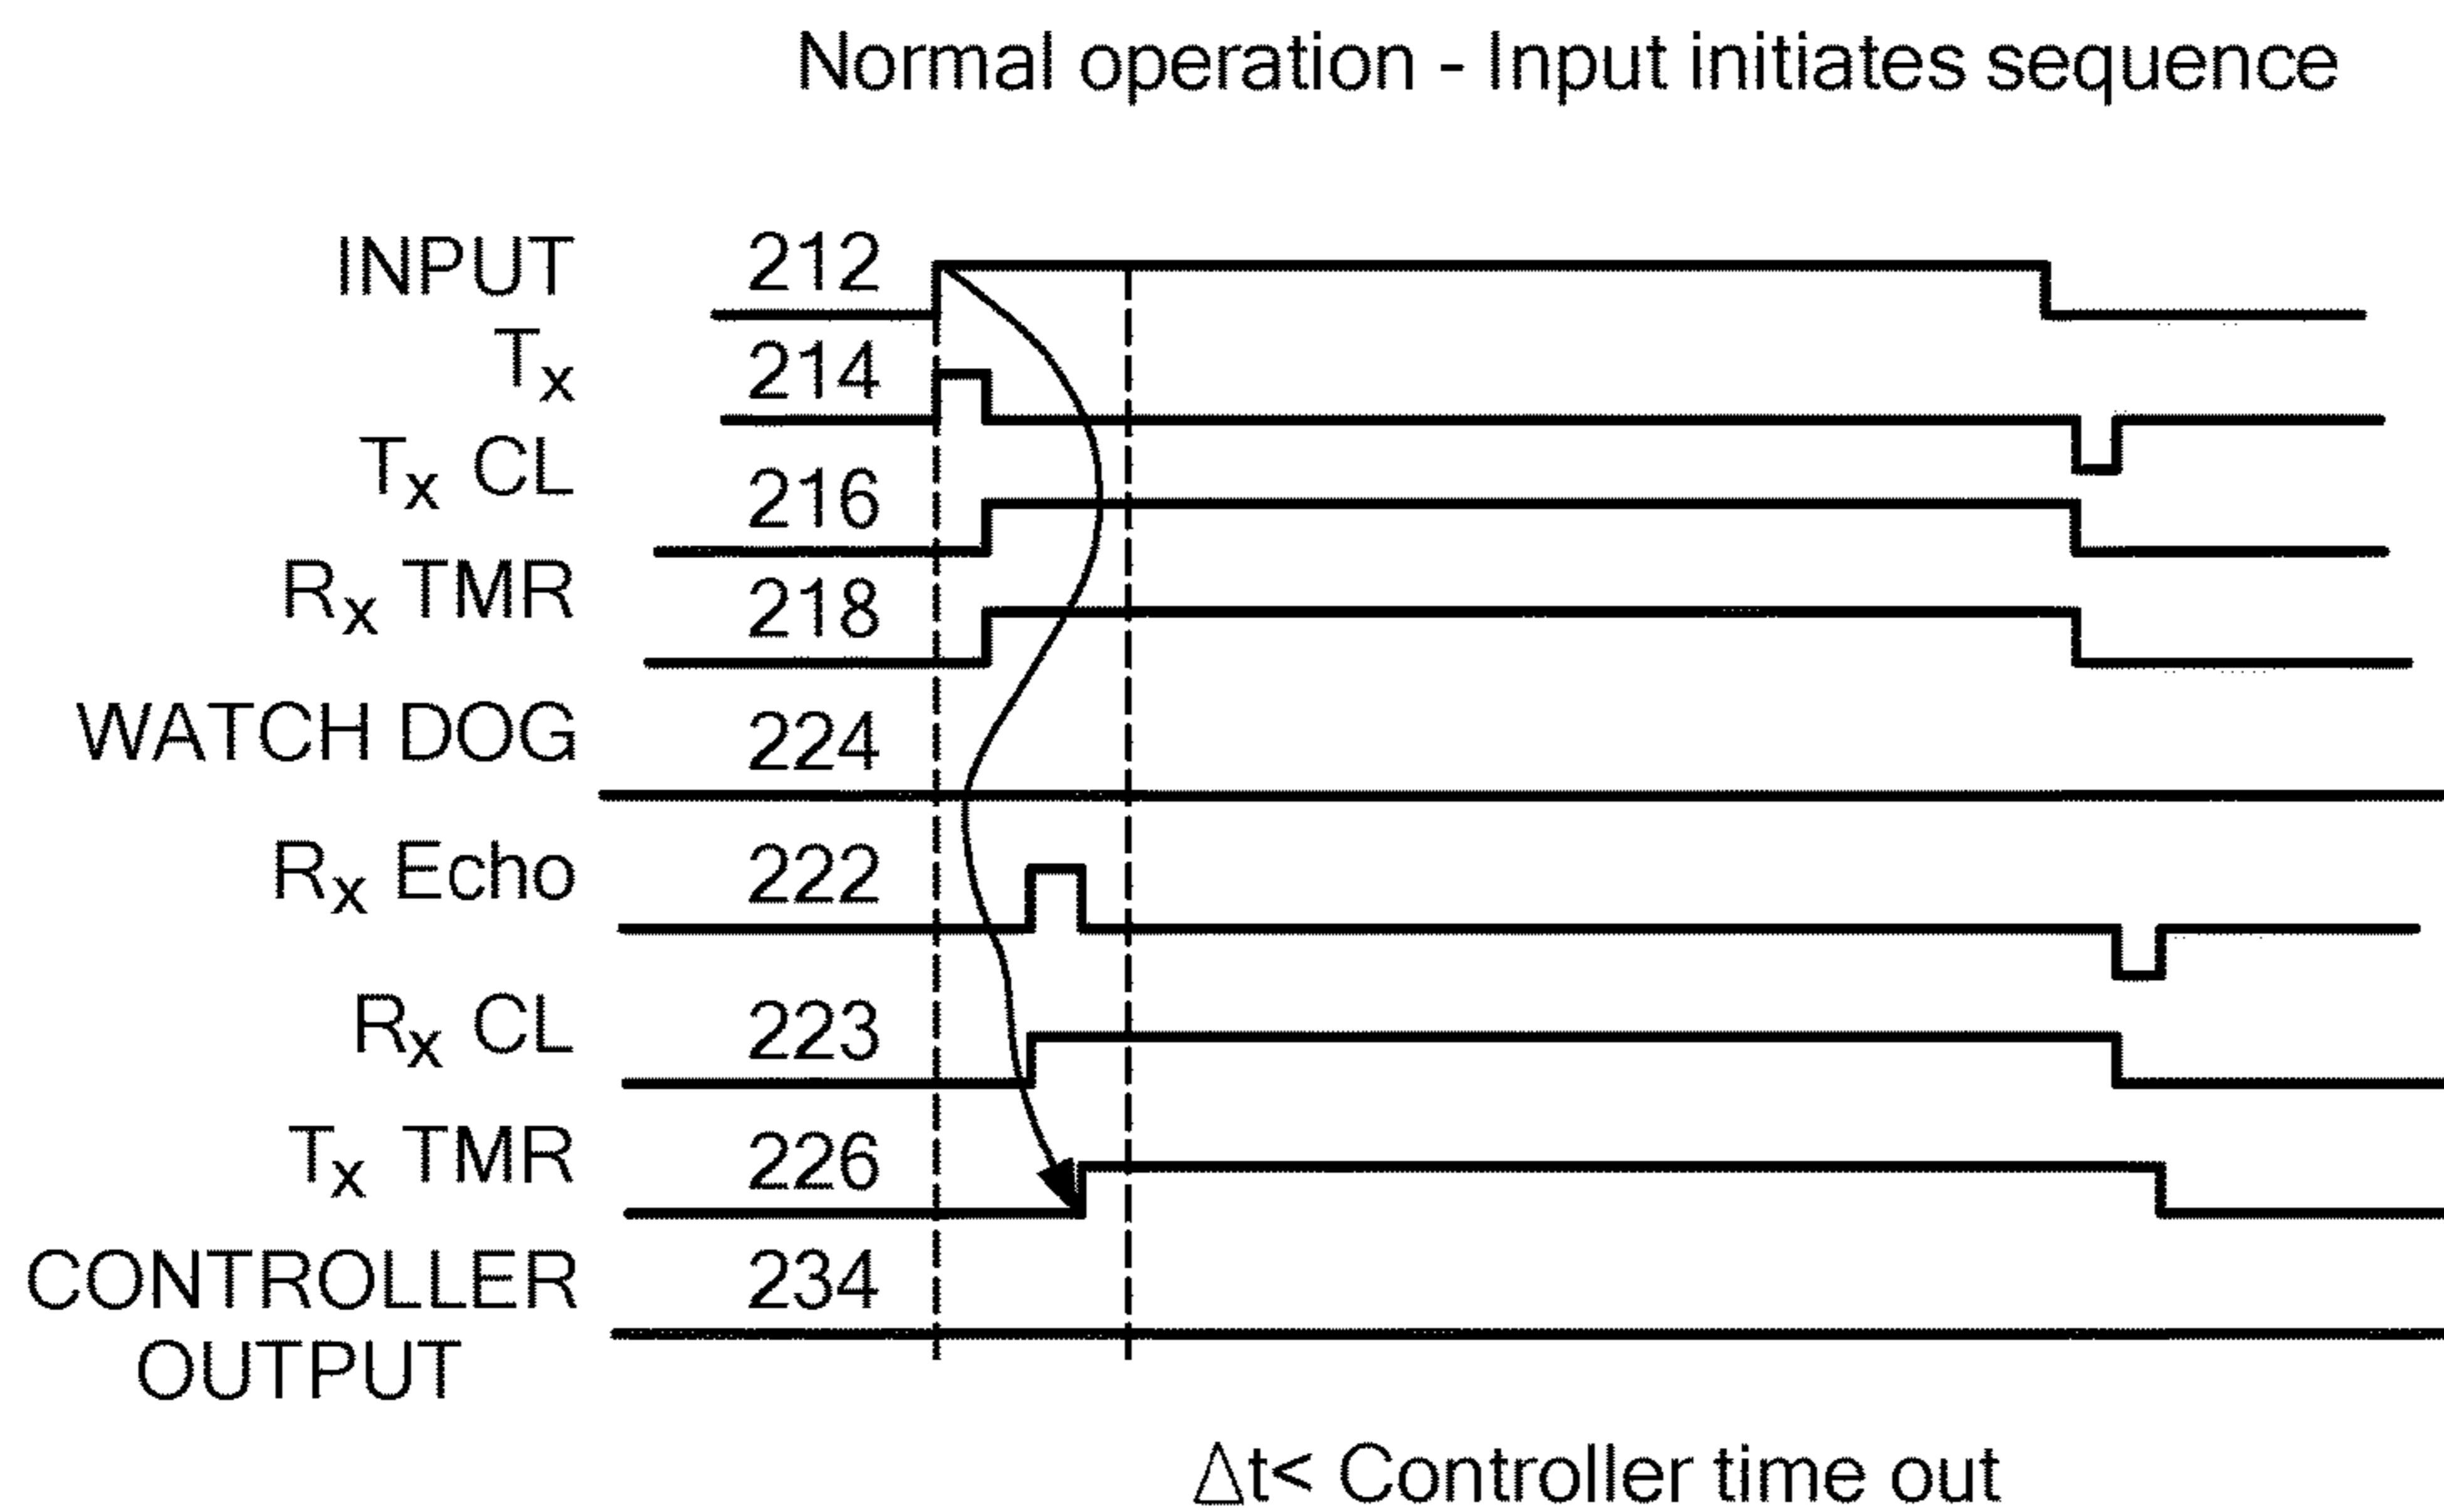 Normal operation - Input initiates sequence
INPUT 212
Tx 214
Tx CL 216
Rx TMR 218
WATCH DOG 224
Rx Echo 222
Rx CL 223
Tx TMR 226
CONTROLLER 234
OUTPUT
Δt< Controller time out